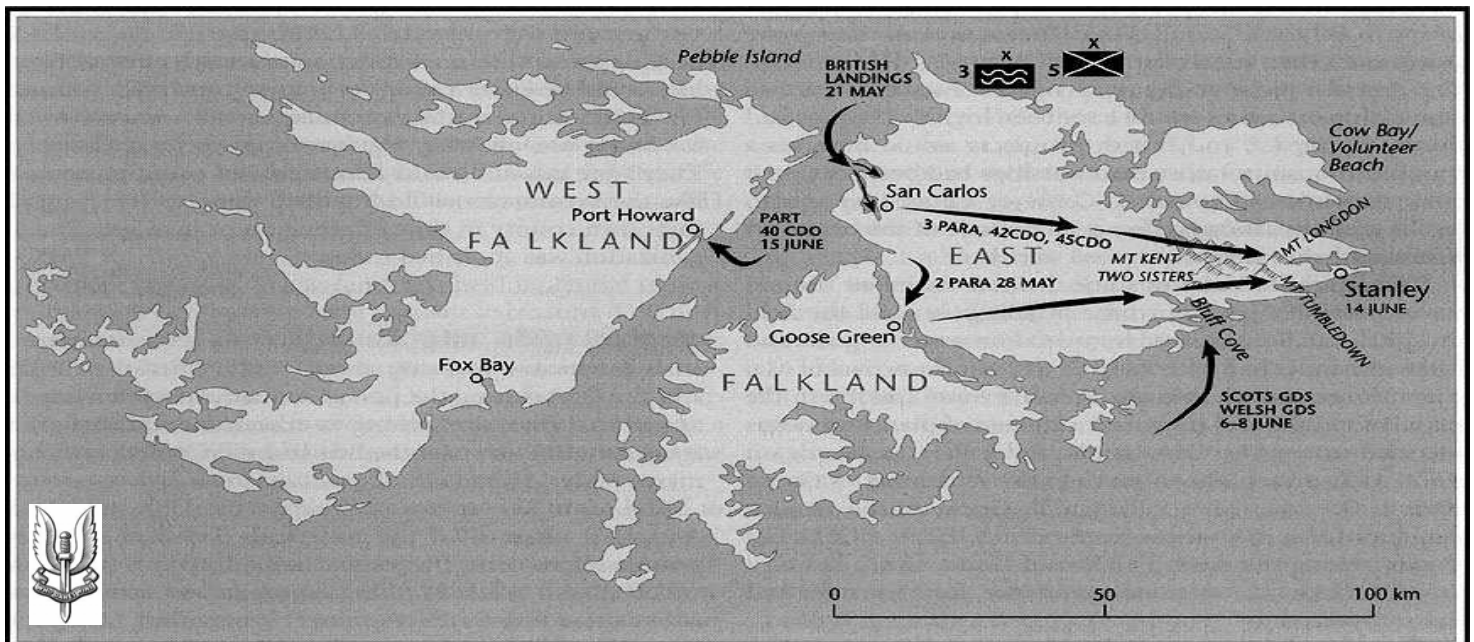 Pebble Island
BRITISH
LANDINGS
21 MAY
X
3
X
5
Cow Bay/
Volunteer
Beach
WEST
FALKLAND
Port Howard
PART
40 CDO
15 JUNE
San Carlos
3 PARA, 42CDO, 45CDO
EAST
MT KENT
TWO SISTERS
MT LONGDON
MT TUMBLEDOWN
Stanley
14 JUNE
2 PARA 28 MAY
Goose Green
Bluff Cove
Fox Bay
FALKLAND
SCOTS GDS
WELSH GDS
6–8 JUNE
0
50
100 km